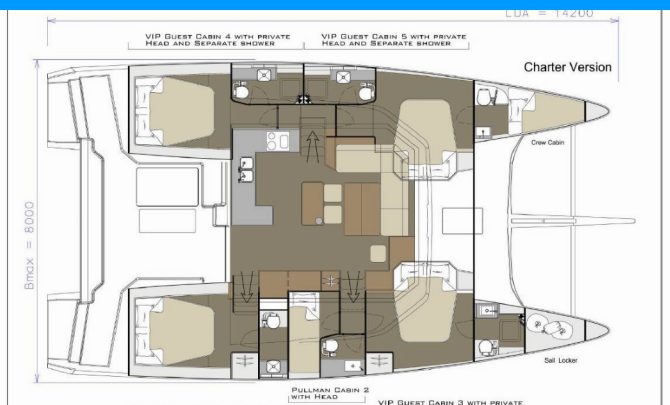 LOA = 14200
VIP GUEST CABIN 4 WITH PRIVATE
HEAD AND SEPARATE SHOWER
VIP GUEST CABIN 5 WITH PRIVATE
HEAD AND SEPARATE SHOWER
Charter Version
Crew Cabin
Bmax = 8000
Sail Locker
PULLMAN CABIN 2
WITH HEAD
VIP GUEST CABIN 3 WITH PRIVATE